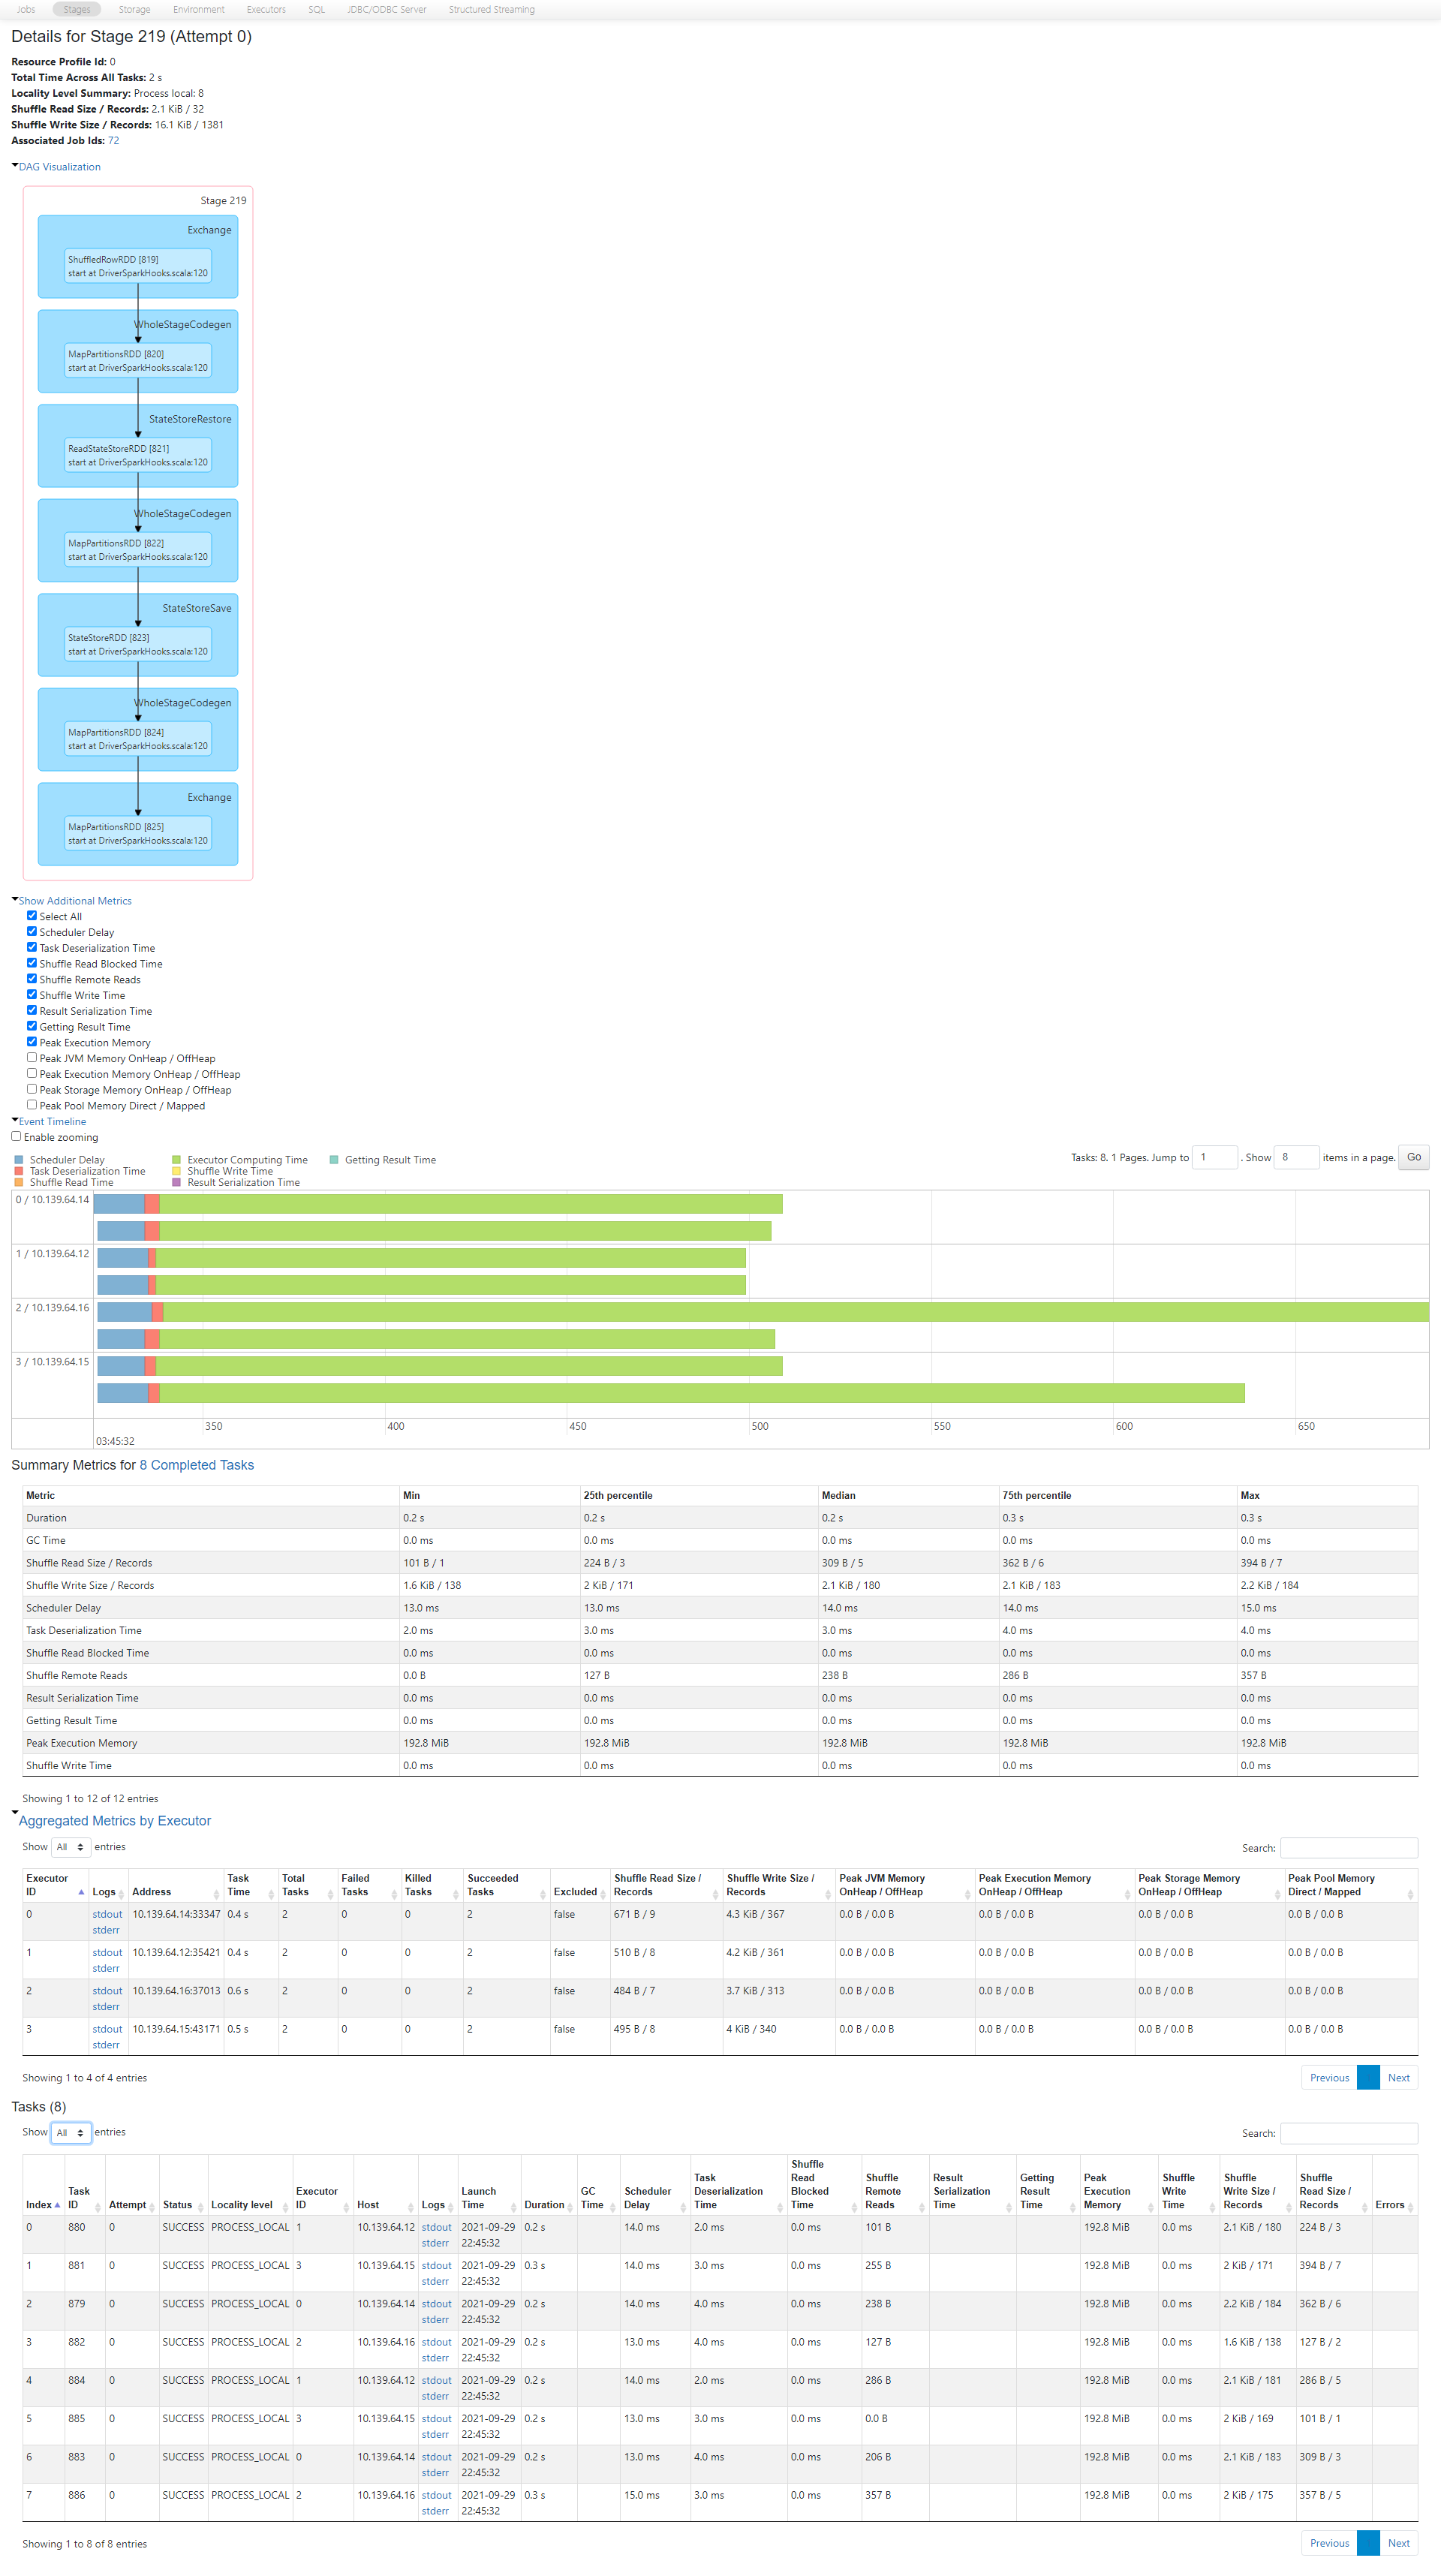 Jobs Stages Storage Environment Executors SQL JDBC/ODBC Server Structured Streaming
Details for Stage 219 (Attempt 0)
Resource Profile Id: 0
Total Time Across All Tasks: 2 s
Locality Level Summary: Process local: 8
Shuffle Read Size / Records: 2.1 KiB / 32
Shuffle Write Size / Records: 16.1 KiB / 1381
Associated Job Ids: 72
DAG Visualization
Stage 219
Exchange
ShuffledRowRDD [819]
start at DriverSparkHooks.scala:120
WholeStageCodegen
MapPartitionsRDD [820]
start at DriverSparkHooks.scala:120
StateStoreRestore
ReadStateStoreRDD [821]
start at DriverSparkHooks.scala:120
WholeStageCodegen
MapPartitionsRDD [822]
start at DriverSparkHooks.scala:120
StateStoreSave
StateStoreRDD [823]
start at DriverSparkHooks.scala:120
WholeStageCodegen
MapPartitionsRDD [824]
start at DriverSparkHooks.scala:120
Exchange
MapPartitionsRDD [825]
start at DriverSparkHooks.scala:120
Show Additional Metrics
Select All
Scheduler Delay
Task Deserialization Time
Shuffle Read Blocked Time
Shuffle Remote Reads
Shuffle Write Time
Result Serialization Time
Getting Result Time
Peak Execution Memory
Peak JVM Memory OnHeap / OffHeap
Peak Execution Memory OnHeap / OffHeap
Peak Storage Memory OnHeap / OffHeap
Peak Pool Memory Direct / Mapped
Event Timeline
Enable zooming
Scheduler Delay Executor Computing Time Getting Result Time
Task Deserialization Time Shuffle Write Time
Shuffle Read Time Result Serialization Time
Tasks: 8. 1 Pages. Jump to 1 . Show 8 items in a page. Go
0 / 10.139.64.14
1 / 10.139.64.12
2 / 10.139.64.16
3 / 10.139.64.15
350 400 450 500 550 600 650
03:45:32
Summary Metrics for 8 Completed Tasks
Metric Min 25th percentile Median 75th percentile Max
Duration 0.2 s 0.2 s 0.2 s 0.3 s 0.3 s
GC Time 0.0 ms 0.0 ms 0.0 ms 0.0 ms 0.0 ms
Shuffle Read Size / Records 101 B / 1 224 B / 3 309 B / 5 362 B / 6 394 B / 7
Shuffle Write Size / Records 1.6 KiB / 138 2 KiB / 171 2.1 KiB / 180 2.1 KiB / 183 2.2 KiB / 184
Scheduler Delay 13.0 ms 13.0 ms 14.0 ms 14.0 ms 15.0 ms
Task Deserialization Time 2.0 ms 3.0 ms 3.0 ms 4.0 ms 4.0 ms
Shuffle Read Blocked Time 0.0 ms 0.0 ms 0.0 ms 0.0 ms 0.0 ms
Shuffle Remote Reads 0.0 B 127 B 238 B 286 B 357 B
Result Serialization Time 0.0 ms 0.0 ms 0.0 ms 0.0 ms 0.0 ms
Getting Result Time 0.0 ms 0.0 ms 0.0 ms 0.0 ms 0.0 ms
Peak Execution Memory 192.8 MiB 192.8 MiB 192.8 MiB 192.8 MiB 192.8 MiB
Shuffle Write Time 0.0 ms 0.0 ms 0.0 ms 0.0 ms 0.0 ms
Showing 1 to 12 of 12 entries
Aggregated Metrics by Executor
Show All entries Search:
Executor ID Logs Address Task Time Total Tasks Failed Tasks Killed Tasks Succeeded Tasks Excluded Shuffle Read Size / Records Shuffle Write Size / Records Peak JVM Memory OnHeap / OffHeap Peak Execution Memory OnHeap / OffHeap Peak Storage Memory OnHeap / OffHeap Peak Pool Memory Direct / Mapped
0 stdout 10.139.64.14:33347 0.4 s 2 0 0 2 false 671 B / 9 4.3 KiB / 367 0.0 B / 0.0 B 0.0 B / 0.0 B 0.0 B / 0.0 B 0.0 B / 0.0 B
stderr
1 stdout 10.139.64.12:35421 0.4 s 2 0 0 2 false 510 B / 8 4.2 KiB / 361 0.0 B / 0.0 B 0.0 B / 0.0 B 0.0 B / 0.0 B 0.0 B / 0.0 B
stderr
2 stdout 10.139.64.16:37013 0.6 s 2 0 0 2 false 484 B / 7 3.7 KiB / 313 0.0 B / 0.0 B 0.0 B / 0.0 B 0.0 B / 0.0 B 0.0 B / 0.0 B
stderr
3 stdout 10.139.64.15:43171 0.5 s 2 0 0 2 false 495 B / 8 4 KiB / 340 0.0 B / 0.0 B 0.0 B / 0.0 B 0.0 B / 0.0 B 0.0 B / 0.0 B
stderr
Showing 1 to 4 of 4 entries Previous Next
Tasks (8)
Show All entries Search:
Index Task ID Attempt Status Locality level Executor ID Host Logs Launch Time Duration GC Time Scheduler Delay Task Deserialization Time Shuffle Read Blocked Time Shuffle Remote Reads Result Serialization Time Getting Result Time Peak Execution Memory Shuffle Write Time Shuffle Write Size / Records Shuffle Read Size / Records Errors
0 880 0 SUCCESS PROCESS_LOCAL 1 10.139.64.12 stdout 2021-09-29 0.2 s 14.0 ms 2.0 ms 0.0 ms 101 B 192.8 MiB 0.0 ms 2.1 KiB / 180 224 B / 3
stderr 22:45:32
1 881 0 SUCCESS PROCESS_LOCAL 3 10.139.64.15 stdout 2021-09-29 0.3 s 14.0 ms 3.0 ms 0.0 ms 255 B 192.8 MiB 0.0 ms 2 KiB / 171 394 B / 7
stderr 22:45:32
2 879 0 SUCCESS PROCESS_LOCAL 0 10.139.64.14 stdout 2021-09-29 0.2 s 14.0 ms 4.0 ms 0.0 ms 238 B 192.8 MiB 0.0 ms 2.2 KiB / 184 362 B / 6
stderr 22:45:32
3 882 0 SUCCESS PROCESS_LOCAL 2 10.139.64.16 stdout 2021-09-29 0.2 s 13.0 ms 4.0 ms 0.0 ms 127 B 192.8 MiB 0.0 ms 1.6 KiB / 138 127 B / 2
stderr 22:45:32
4 884 0 SUCCESS PROCESS_LOCAL 1 10.139.64.12 stdout 2021-09-29 0.2 s 14.0 ms 2.0 ms 0.0 ms 286 B 192.8 MiB 0.0 ms 2.1 KiB / 181 286 B / 5
stderr 22:45:32
5 885 0 SUCCESS PROCESS_LOCAL 3 10.139.64.15 stdout 2021-09-29 0.2 s 13.0 ms 3.0 ms 0.0 ms 0.0 B 192.8 MiB 0.0 ms 2 KiB / 169 101 B / 1
stderr 22:45:32
6 883 0 SUCCESS PROCESS_LOCAL 0 10.139.64.14 stdout 2021-09-29 0.2 s 13.0 ms 4.0 ms 0.0 ms 206 B 192.8 MiB 0.0 ms 2.1 KiB / 183 309 B / 3
stderr 22:45:32
7 886 0 SUCCESS PROCESS_LOCAL 2 10.139.64.16 stdout 2021-09-29 0.3 s 15.0 ms 3.0 ms 0.0 ms 357 B 192.8 MiB 0.0 ms 2 KiB / 175 357 B / 5
stderr 22:45:32
Showing 1 to 8 of 8 entries Previous Next